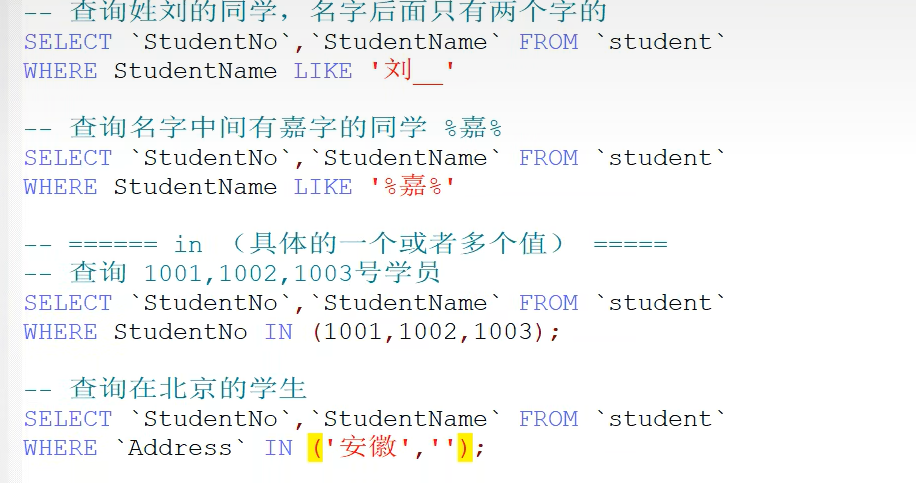 -- 查询姓刘的同学，名字后面只有两个字的
SELECT `StudentNo`,`StudentName` FROM `student`
WHERE StudentName LIKE '刘__'
-- 查询名字中间有嘉字的同学 %嘉%
SELECT `StudentNo`,`StudentName` FROM `student`
WHERE StudentName LIKE '%嘉%'
-- ====== in （具体的一个或者多个值） =====
-- 查询 1001,1002,1003号学员
SELECT `StudentNo`,`StudentName` FROM `student`
WHERE StudentNo IN (1001,1002,1003);
-- 查询在北京的学生
SELECT `StudentNo`,`StudentName` FROM `student`
WHERE `Address` IN ('安徽','');